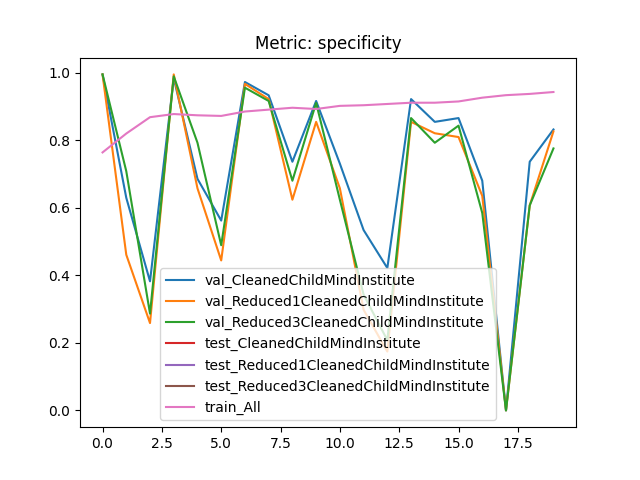 Metric: specificity
1.0
0.8
0.6
0.4
0.2
0.0
val_CleanedChildMindInstitute
val_Reduced1CleanedChildMindInstitute
val_Reduced3CleanedChildMindInstitute
test_CleanedChildMindInstitute
test_Reduced1CleanedChildMindInstitute
test_Reduced3CleanedChildMindInstitute
train_All
0.0 2.5 5.0 7.5 10.0 12.5 15.0 17.5